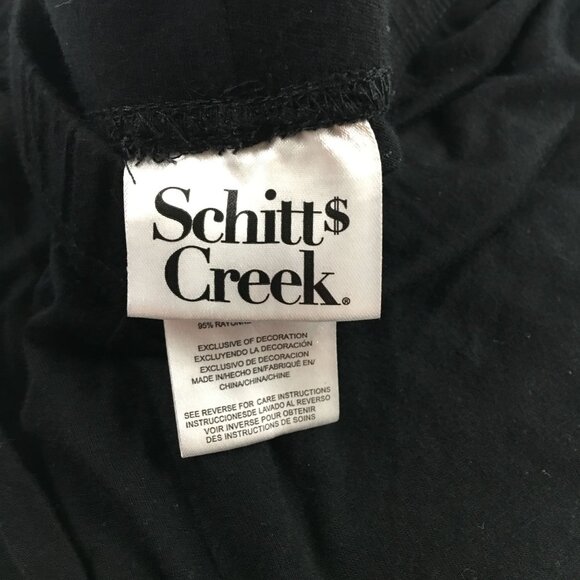 Schitt$
Creek®
95% RAYON
EXCLUSIVE OF DECORATION
EXCLUYENDO LA DECORACIÓN
EXCLUSIVO DE DECORACION
MADE IN/HECHO EN/FABRIQUÉ EN/
CHINA/CHINA/CHINE
SEE REVERSE FOR CARE INSTRUCTIONS
INSTRUCCIONESDE LAVADO AL REVERSO
VOIR INVERSE POUR OBTENIR
DES INSTRUCTIONS DE SOINS